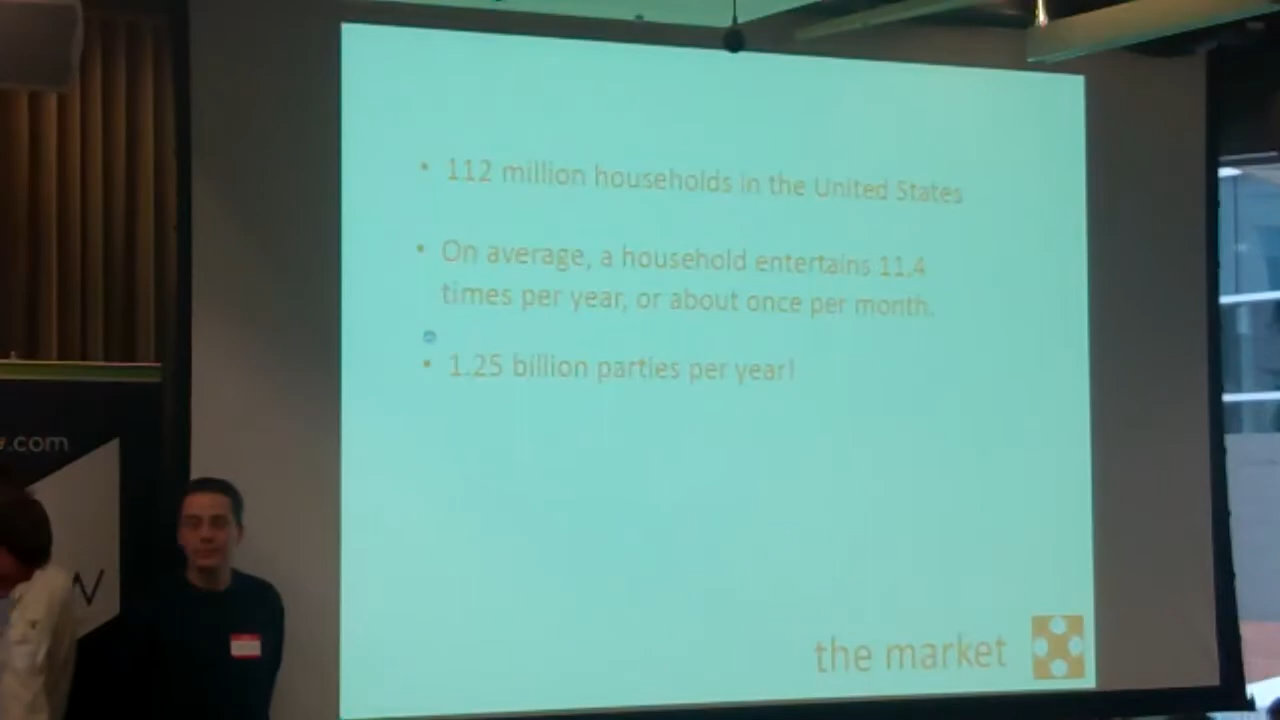 • 112 million households in the United States
• On average, a household entertains 11.4
times per year, or about once per month.
• 1.25 billion parties per year!
the market
.com